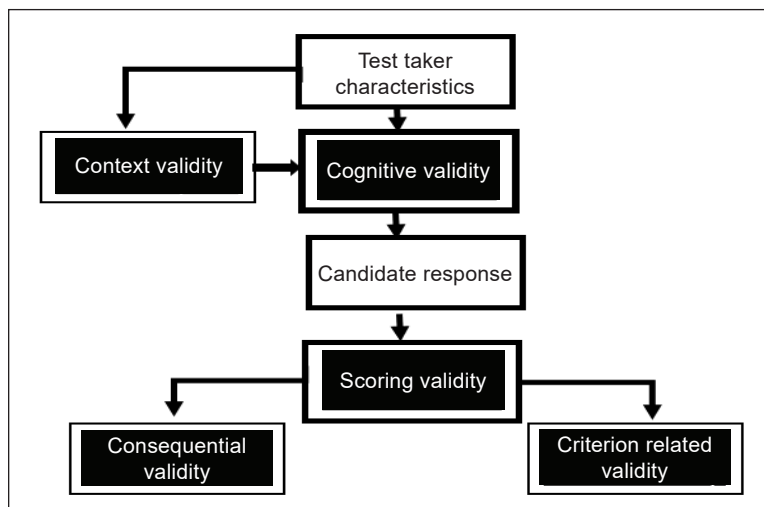 Test taker
characteristics
Context validity
Cognitive validity
Candidate response
Scoring validity
Consequential
validity
Criterion related
validity